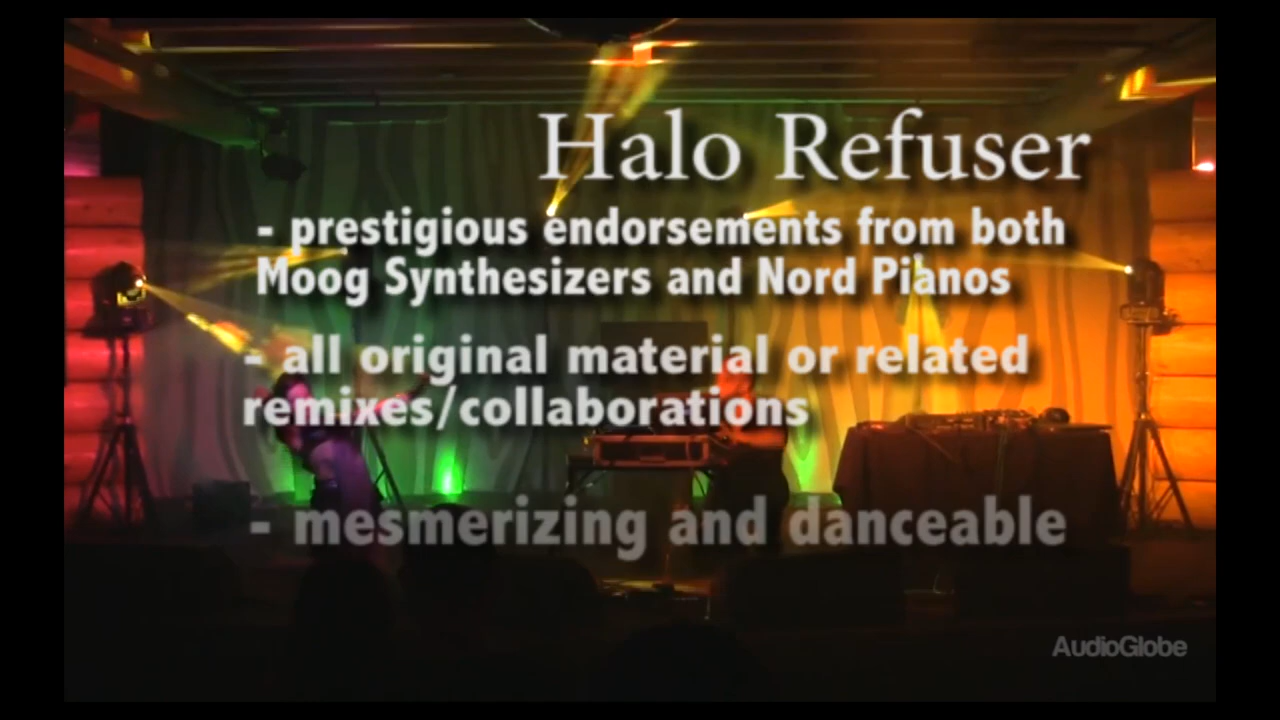 Halo Refuser
- prestigious endorsements from both
Moog Synthesizers and Nord Pianos
- all original material or related
remixes/collaborations
- mesmerizing and danceable
AudioGlobe